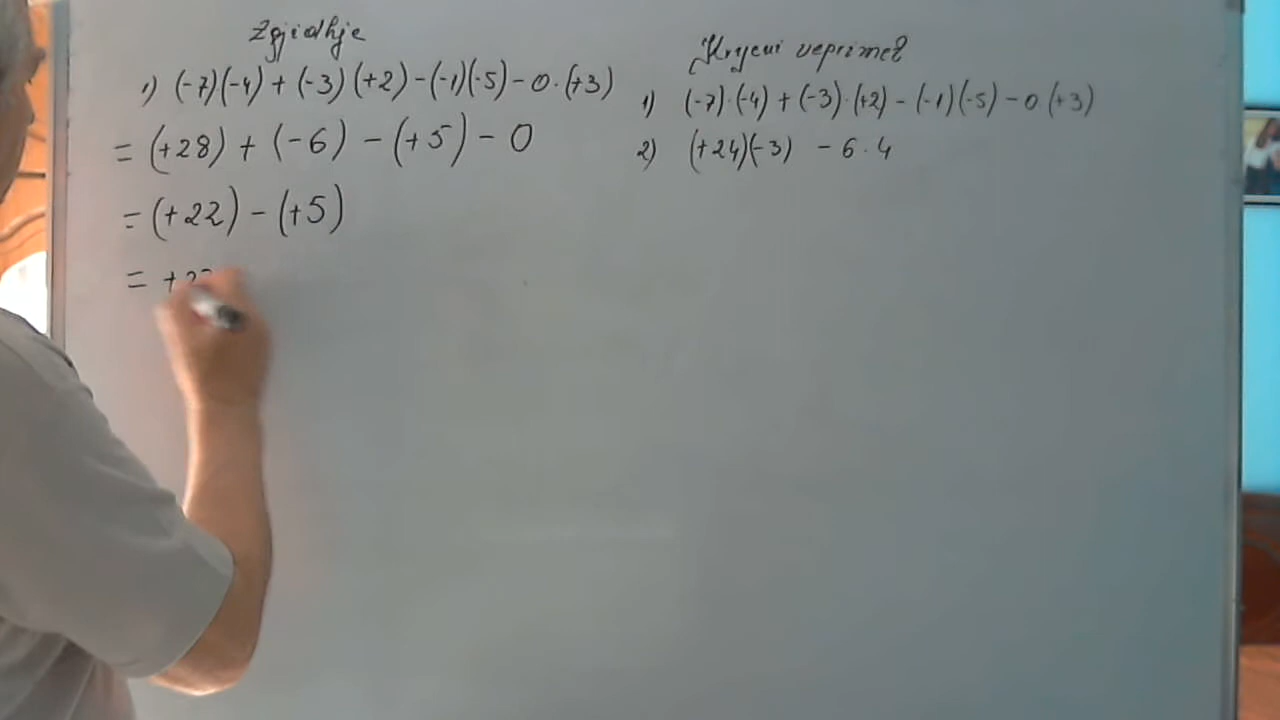 Zgjidhje
1) (-7)(-4) + (-3)(+2) - (-1)(-5) - 0·(+3)
= (+28) + (-6) - (+5) - 0
= (+22) - (+5)
= +22
Kryeni veprimet
1) (-7)·(-4) + (-3)·(+2) - (-1)(-5) - 0·(+3)
2) (+24)(-3) - 6·4